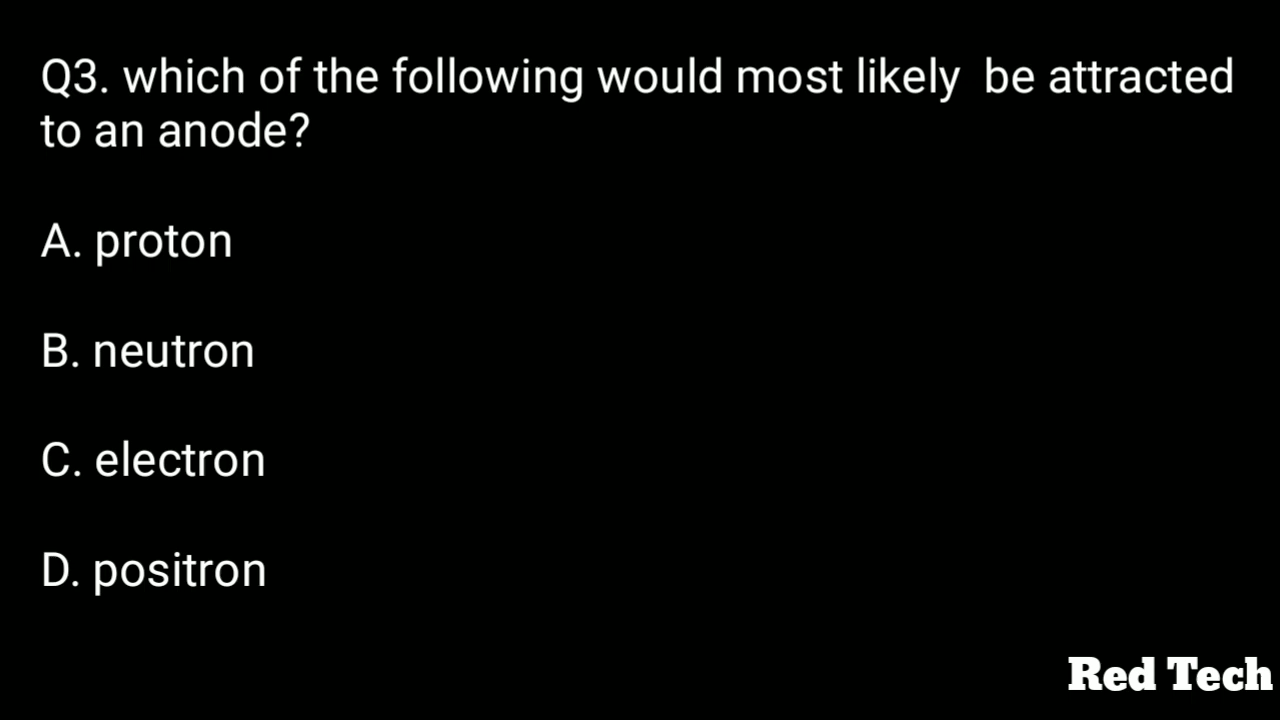 Q3. which of the following would most likely  be attracted
to an anode?
A. proton
B. neutron
C. electron
D. positron
Red Tech